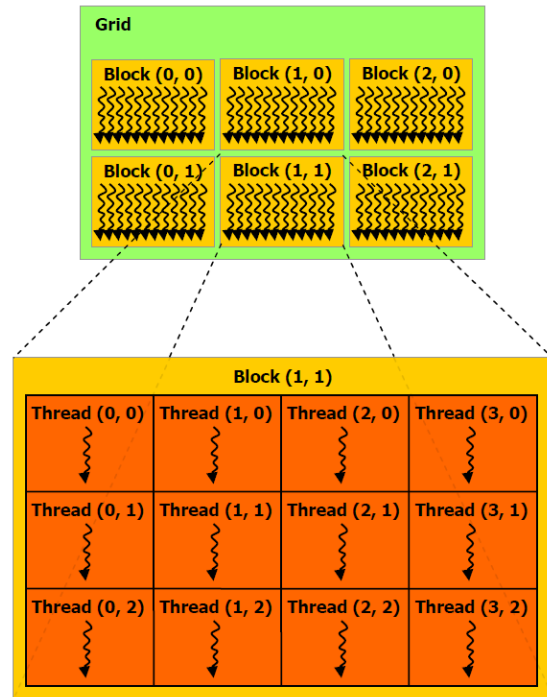 Grid
Block (0, 0) Block (1, 0) Block (2, 0)
Block (0, 1) Block (1, 1) Block (2, 1)
Block (1, 1)
Thread (0, 0) Thread (1, 0) Thread (2, 0) Thread (3, 0)
Thread (0, 1) Thread (1, 1) Thread (2, 1) Thread (3, 1)
Thread (0, 2) Thread (1, 2) Thread (2, 2) Thread (3, 2)